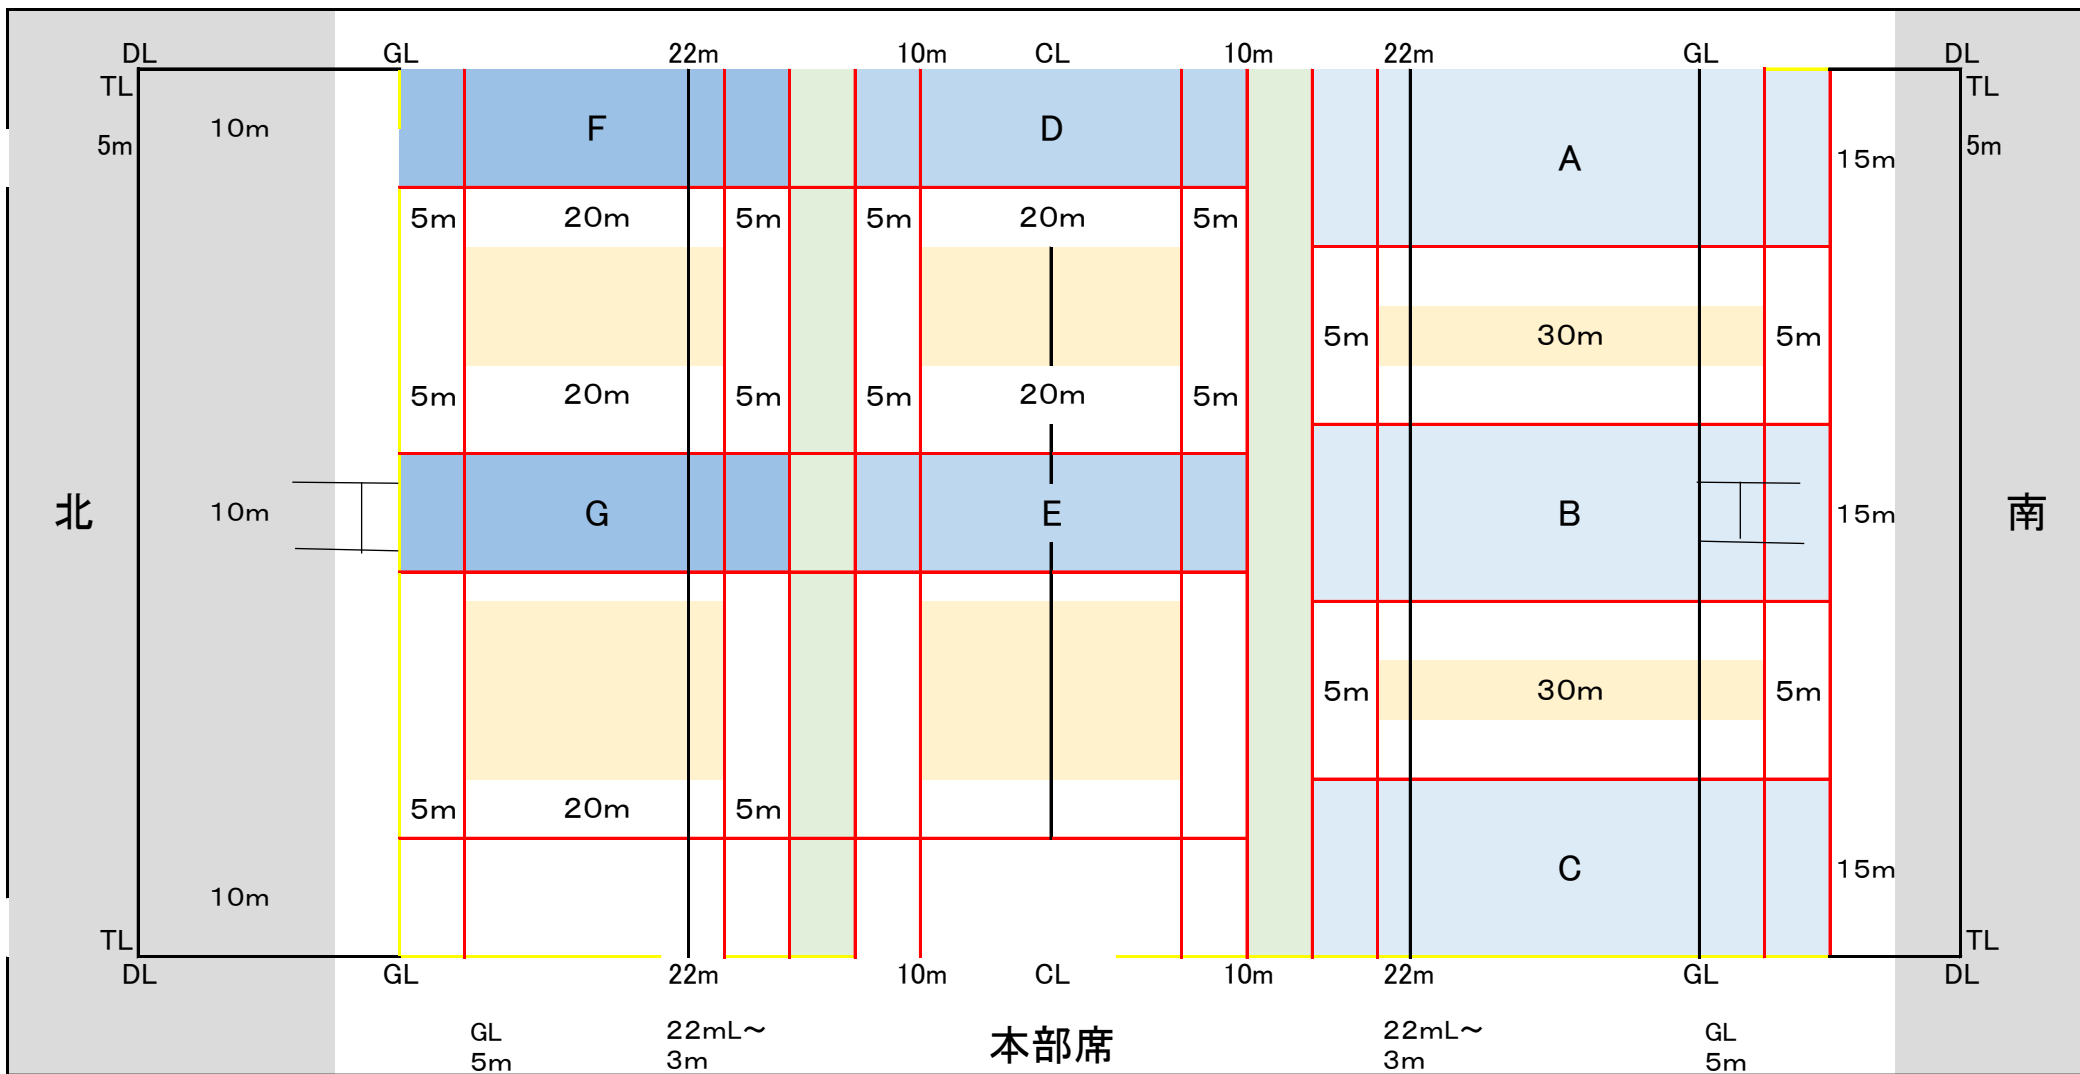 DL GL 22m 10m CL 10m 22m GL DL
TL TL
10m F D
5m 5m
A 15m
5m 20m 5m 5m 20m 5m
5m 30m 5m
5m 20m 5m 5m 20m 5m
北 10m G E B 15m 南
5m 30m 5m
5m 20m 5m
C 15m
10m
TL TL
DL GL 22m 10m CL 10m 22m GL DL
GL 22mL～ 本部席 22mL～ GL
5m 3m 3m 5m